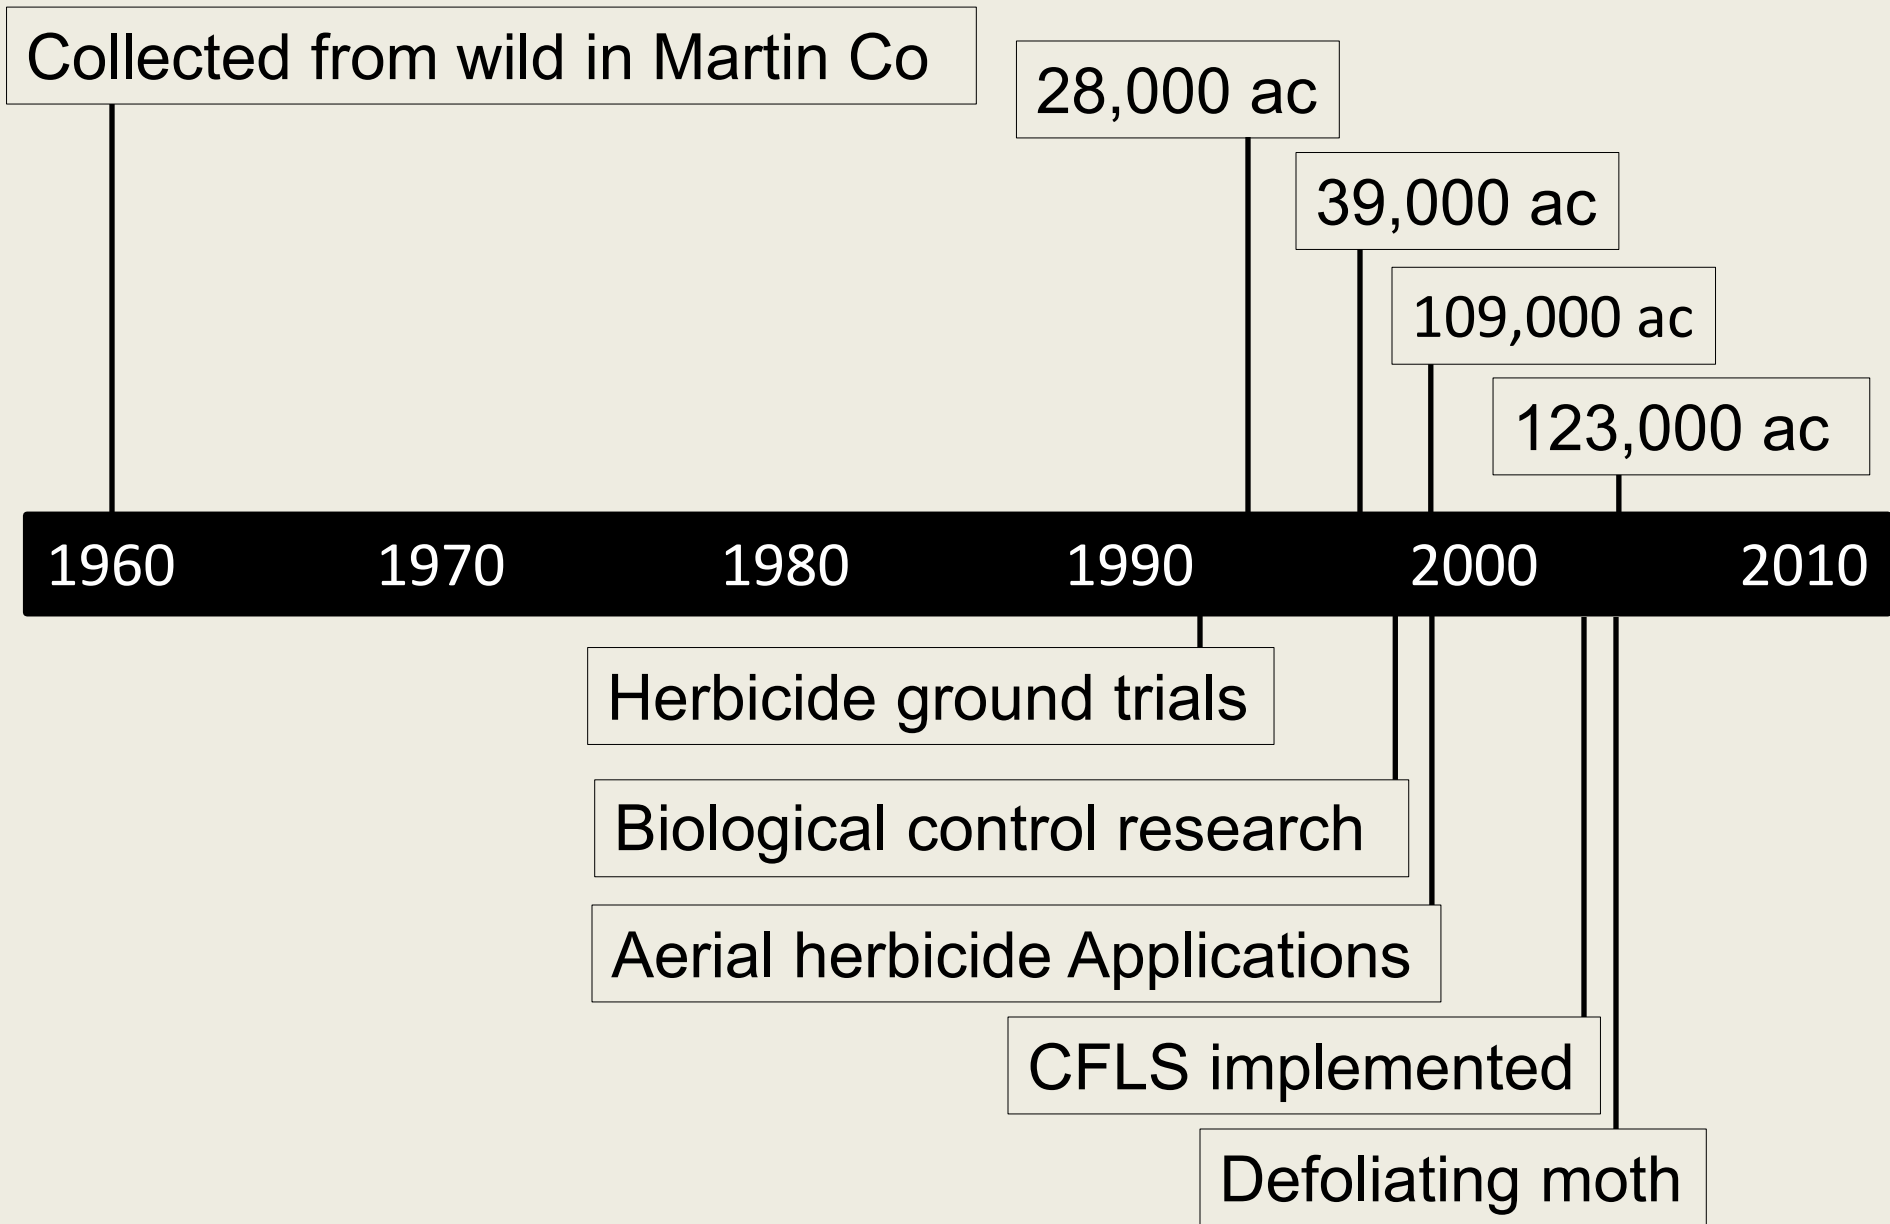 Collected from wild in Martin Co
28,000 ac
39,000 ac
109,000 ac
123,000 ac
1960 1970 1980 1990 2000 2010
Herbicide ground trials
Biological control research
Aerial herbicide Applications
CFLS implemented
Defoliating moth